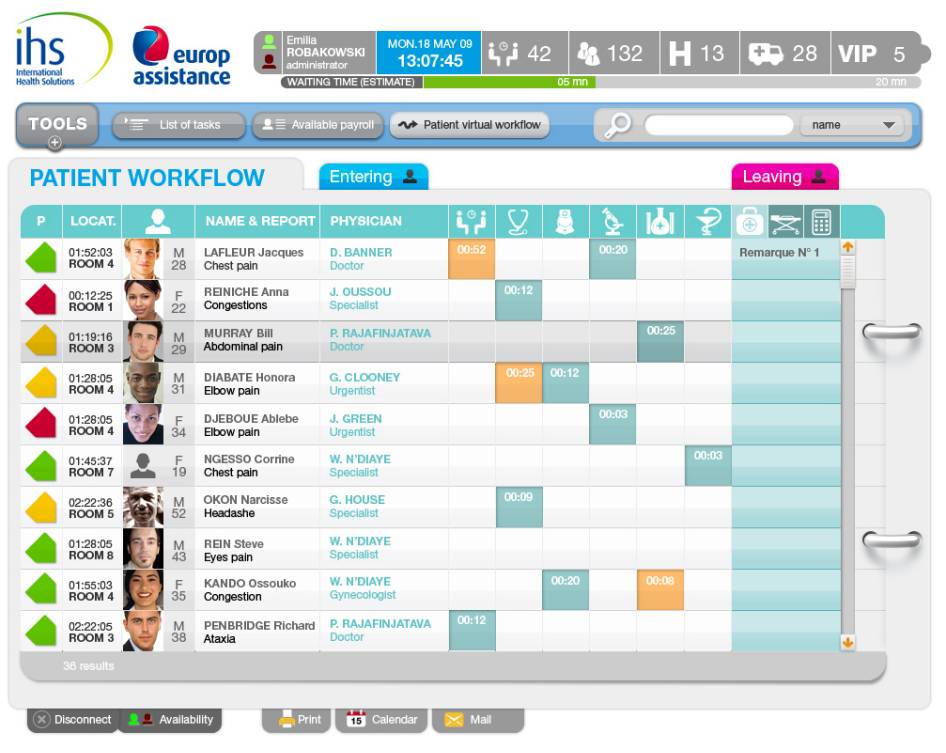 ihs
International
Health Solutions
europ
assistance
Emilia
ROBAKOWSKI
administrator
MON.18 MAY 09
13:07:45
42
132
H 13
28
VIP 5
WAITING TIME (ESTIMATE)
05 mn
20 mn
TOOLS
List of tasks
Available payroll
Patient virtual workflow
name
PATIENT WORKFLOW
Entering
Leaving
P LOCAT. NAME & REPORT PHYSICIAN
01:52:03
ROOM 4
M
28
LAFLEUR Jacques
Chest pain
D. BANNER
Doctor
00:52
00:20
Remarque N° 1
00:12:25
ROOM 1
F
22
REINICHE Anna
Congestions
J. OUSSOU
Specialist
00:12
01:19:16
ROOM 3
M
29
MURRAY Bill
Abdominal pain
P. RAJAFINJATAVA
Doctor
00:25
01:28:05
ROOM 4
M
31
DIABATE Honora
Elbow pain
G. CLOONEY
Urgentist
00:25
00:12
01:28:05
ROOM 4
F
34
DJEBOUE Ablebe
Elbow pain
J. GREEN
Urgentist
00:03
01:45:37
ROOM 7
F
19
NGESSO Corrine
Chest pain
W. N'DIAYE
Specialist
00:03
02:22:36
ROOM 5
M
52
OKON Narcisse
Headashe
G. HOUSE
Specialist
00:09
01:28:05
ROOM 8
M
43
REIN Steve
Eyes pain
W. N'DIAYE
Specialist
01:55:03
ROOM 4
F
35
KANDO Ossouko
Congestion
W. N'DIAYE
Gynecologist
00:20
00:08
02:22:05
ROOM 3
M
38
PENBRIDGE Richard
Ataxia
P. RAJAFINJATAVA
Doctor
00:12
36 results
Disconnect
Availability
Print
15
Calendar
Mail